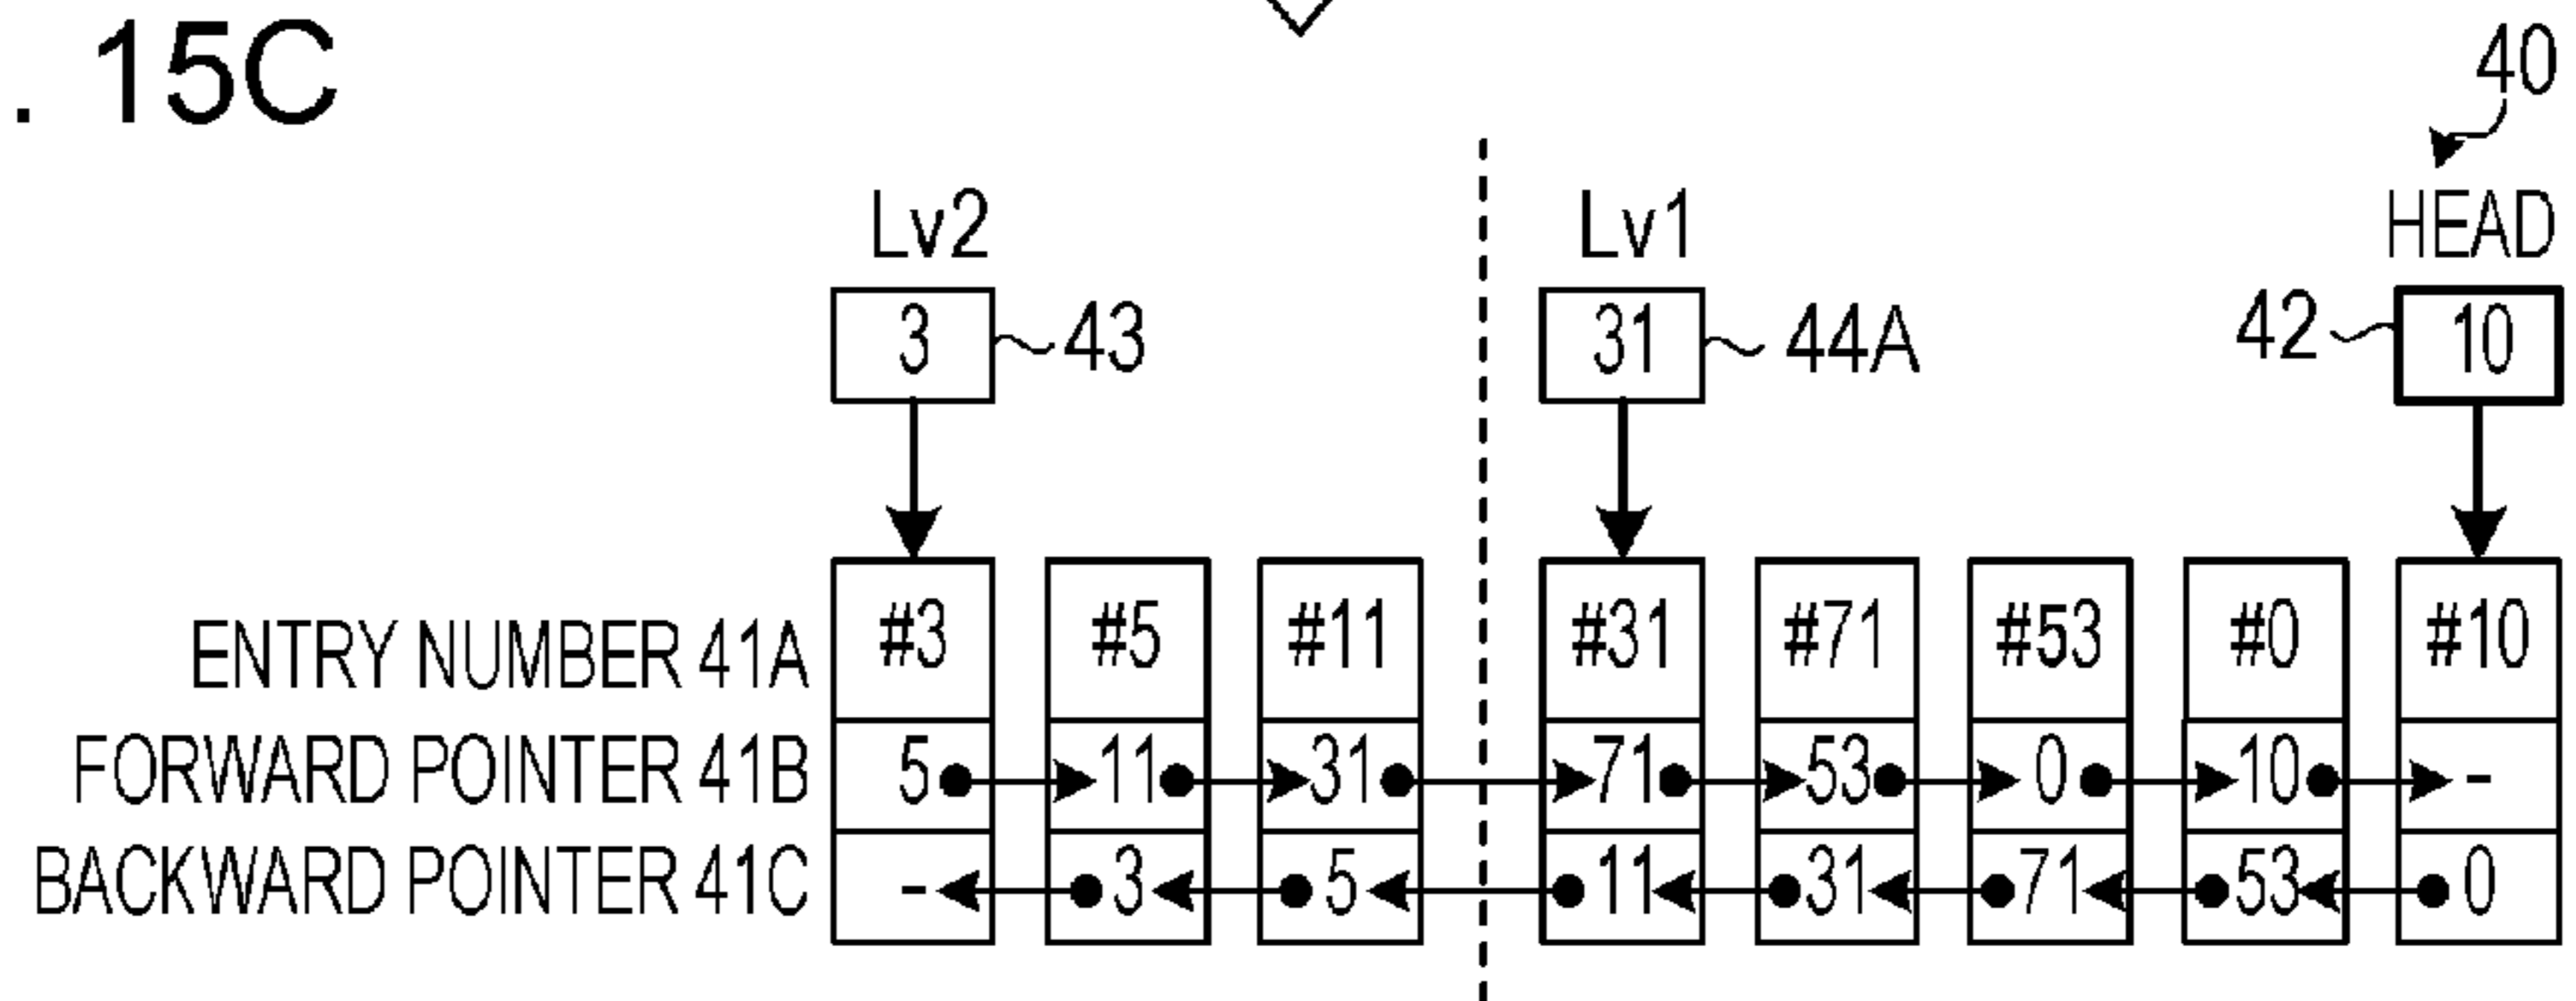 . 15C
40
Lv2 Lv1 HEAD
3 43 31 44A 42 10
ENTRY NUMBER 41A #3 #5 #11 #31 #71 #53 #0 #10
FORWARD POINTER 41B 5 11 31 71 53 0 10 -
BACKWARD POINTER 41C - 3 5 11 31 71 53 0